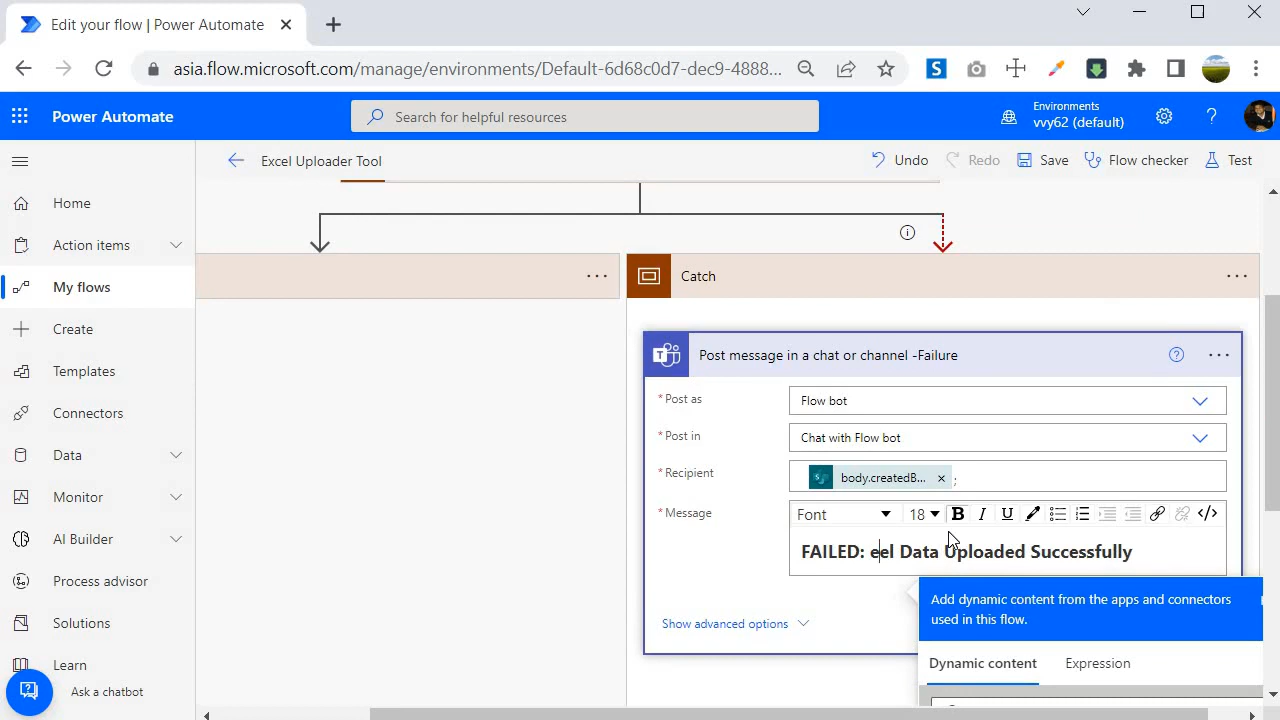 Edit your flow | Power Automate
asia.flow.microsoft.com/manage/environments/Default-6d68c0d7-dec9-4888...
Power Automate
Search for helpful resources
Environments
vvy62 (default)
Excel Uploader Tool
Undo
Redo
Save
Flow checker
Test
Home
Action items
My flows
Create
Templates
Connectors
Data
Monitor
AI Builder
Process advisor
Solutions
Learn
Ask a chatbot
Catch
Post message in a chat or channel -Failure
* Post as
Flow bot
* Post in
Chat with Flow bot
* Recipient
body.createdB... × ;
* Message
Font 18 B I U </>
FAILED: eel Data Uploaded Successfully
Show advanced options
Add dynamic content from the apps and connectors
used in this flow.
Dynamic content
Expression